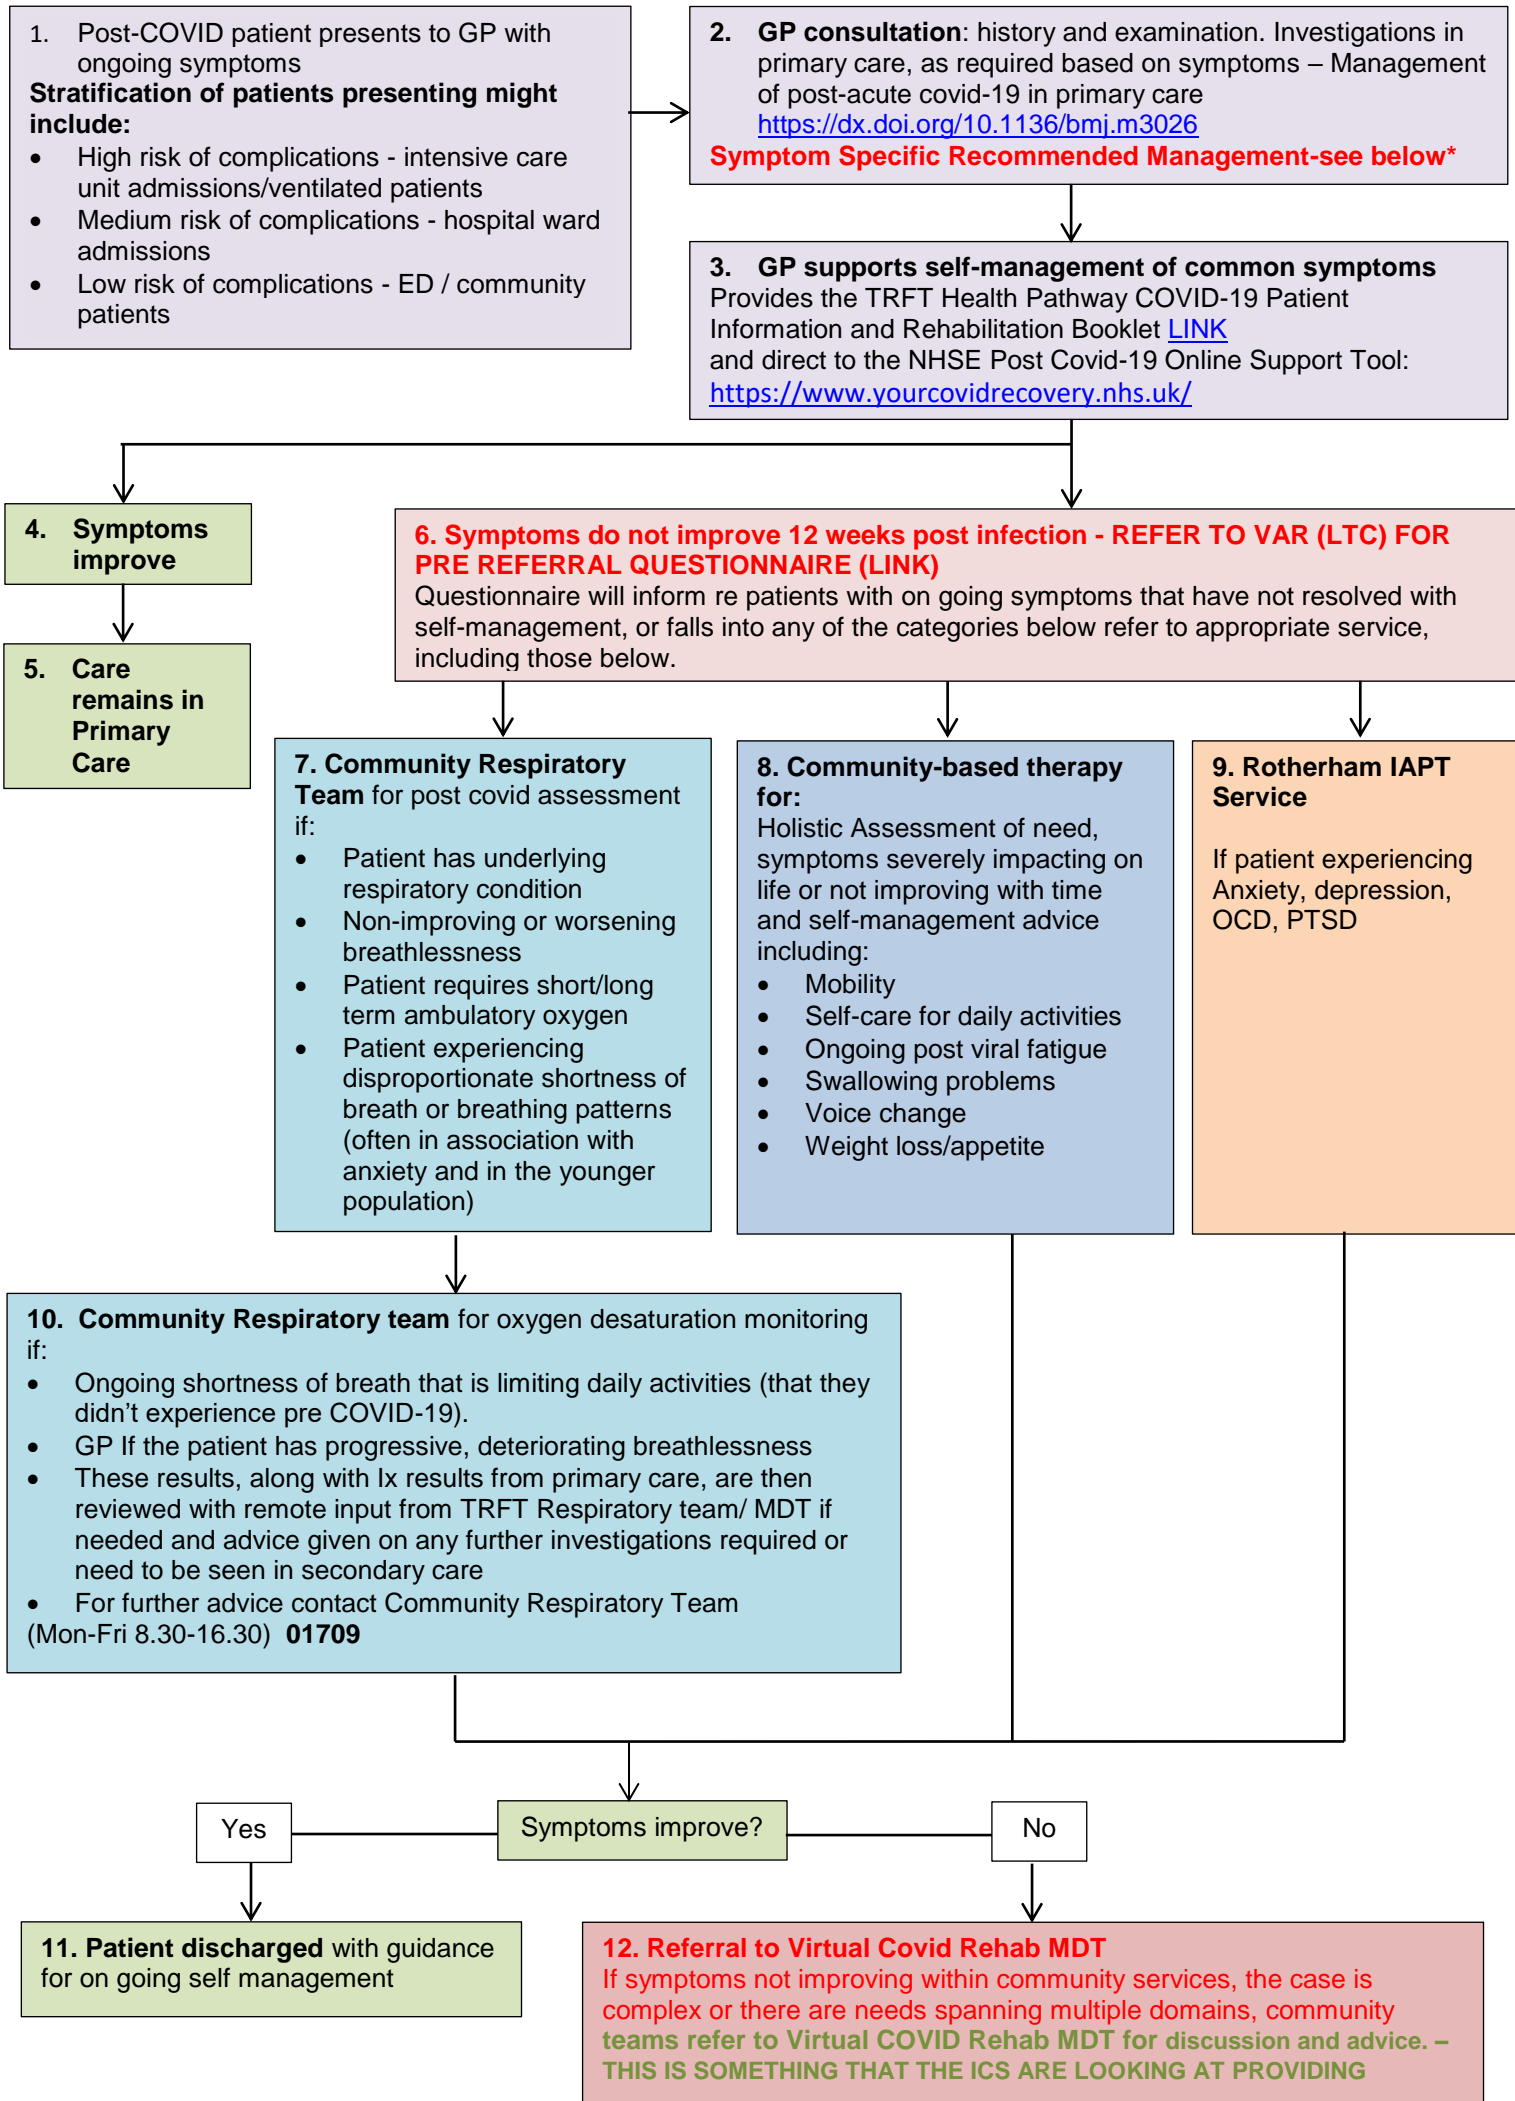 1. Post-COVID patient presents to GP with
ongoing symptoms
Stratification of patients presenting might
include:
• High risk of complications - intensive care
unit admissions/ventilated patients
• Medium risk of complications - hospital ward
admissions
• Low risk of complications - ED / community
patients
2. GP consultation: history and examination. Investigations in
primary care, as required based on symptoms – Management
of post-acute covid-19 in primary care
https://dx.doi.org/10.1136/bmj.m3026
Symptom Specific Recommended Management-see below*
3. GP supports self-management of common symptoms
Provides the TRFT Health Pathway COVID-19 Patient
Information and Rehabilitation Booklet LINK
and direct to the NHSE Post Covid-19 Online Support Tool:
https://www.yourcovidrecovery.nhs.uk/
4. Symptoms
improve
5. Care
remains in
Primary
Care
6. Symptoms do not improve 12 weeks post infection - REFER TO VAR (LTC) FOR
PRE REFERRAL QUESTIONNAIRE (LINK)
Questionnaire will inform re patients with on going symptoms that have not resolved with
self-management, or falls into any of the categories below refer to appropriate service,
including those below.
7. Community Respiratory
Team for post covid assessment
if:
• Patient has underlying
respiratory condition
• Non-improving or worsening
breathlessness
• Patient requires short/long
term ambulatory oxygen
• Patient experiencing
disproportionate shortness of
breath or breathing patterns
(often in association with
anxiety and in the younger
population)
8. Community-based therapy
for:
Holistic Assessment of need,
symptoms severely impacting on
life or not improving with time
and self-management advice
including:
• Mobility
• Self-care for daily activities
• Ongoing post viral fatigue
• Swallowing problems
• Voice change
• Weight loss/appetite
9. Rotherham IAPT
Service
If patient experiencing
Anxiety, depression,
OCD, PTSD
10. Community Respiratory team for oxygen desaturation monitoring
if:
• Ongoing shortness of breath that is limiting daily activities (that they
didn’t experience pre COVID-19).
• GP If the patient has progressive, deteriorating breathlessness
• These results, along with Ix results from primary care, are then
reviewed with remote input from TRFT Respiratory team/ MDT if
needed and advice given on any further investigations required or
need to be seen in secondary care
• For further advice contact Community Respiratory Team
(Mon-Fri 8.30-16.30) 01709
Symptoms improve?
Yes
No
11. Patient discharged with guidance
for on going self management
12. Referral to Virtual Covid Rehab MDT
If symptoms not improving within community services, the case is
complex or there are needs spanning multiple domains, community
teams refer to Virtual COVID Rehab MDT for discussion and advice. –
THIS IS SOMETHING THAT THE ICS ARE LOOKING AT PROVIDING